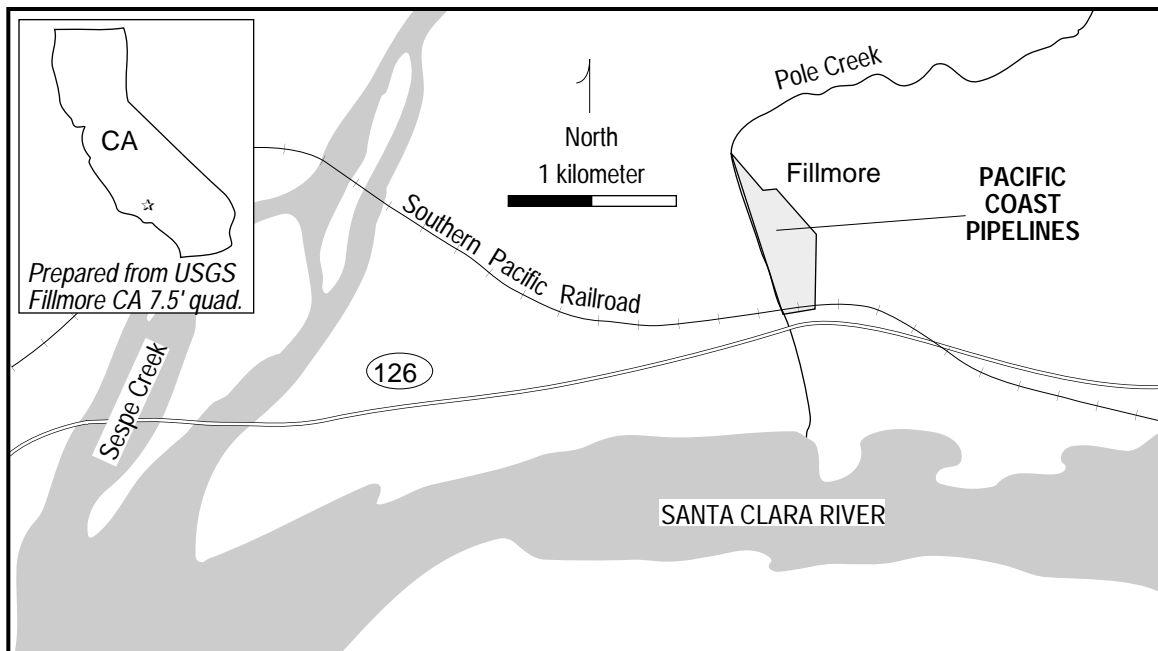 CA
Prepared from USGS
Fillmore CA 7.5' quad.
North
1 kilometer
Pole Creek
Fillmore
PACIFIC
COAST
PIPELINES
Southern Pacific Railroad
126
Sespe Creek
SANTA CLARA RIVER